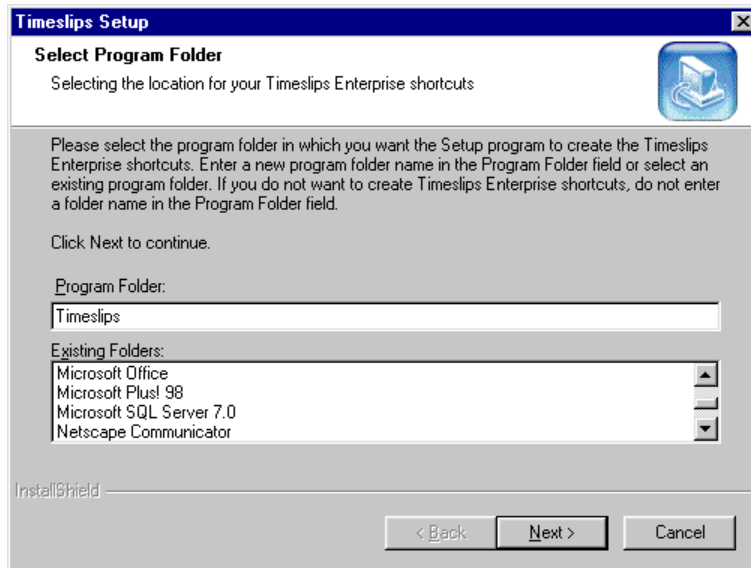 Timeslips Setup
Select Program Folder
Selecting the location for your Timeslips Enterprise shortcuts
Please select the program folder in which you want the Setup program to create the Timeslips
Enterprise shortcuts. Enter a new program folder name in the Program Folder field or select an
existing program folder. If you do not want to create Timeslips Enterprise shortcuts, do not enter
a folder name in the Program Folder field.
Click Next to continue.
Program Folder:
Timeslips
Existing Folders:
Microsoft Office
Microsoft Plus! 98
Microsoft SQL Server 7.0
Netscape Communicator
InstallShield
< Back
Next >
Cancel